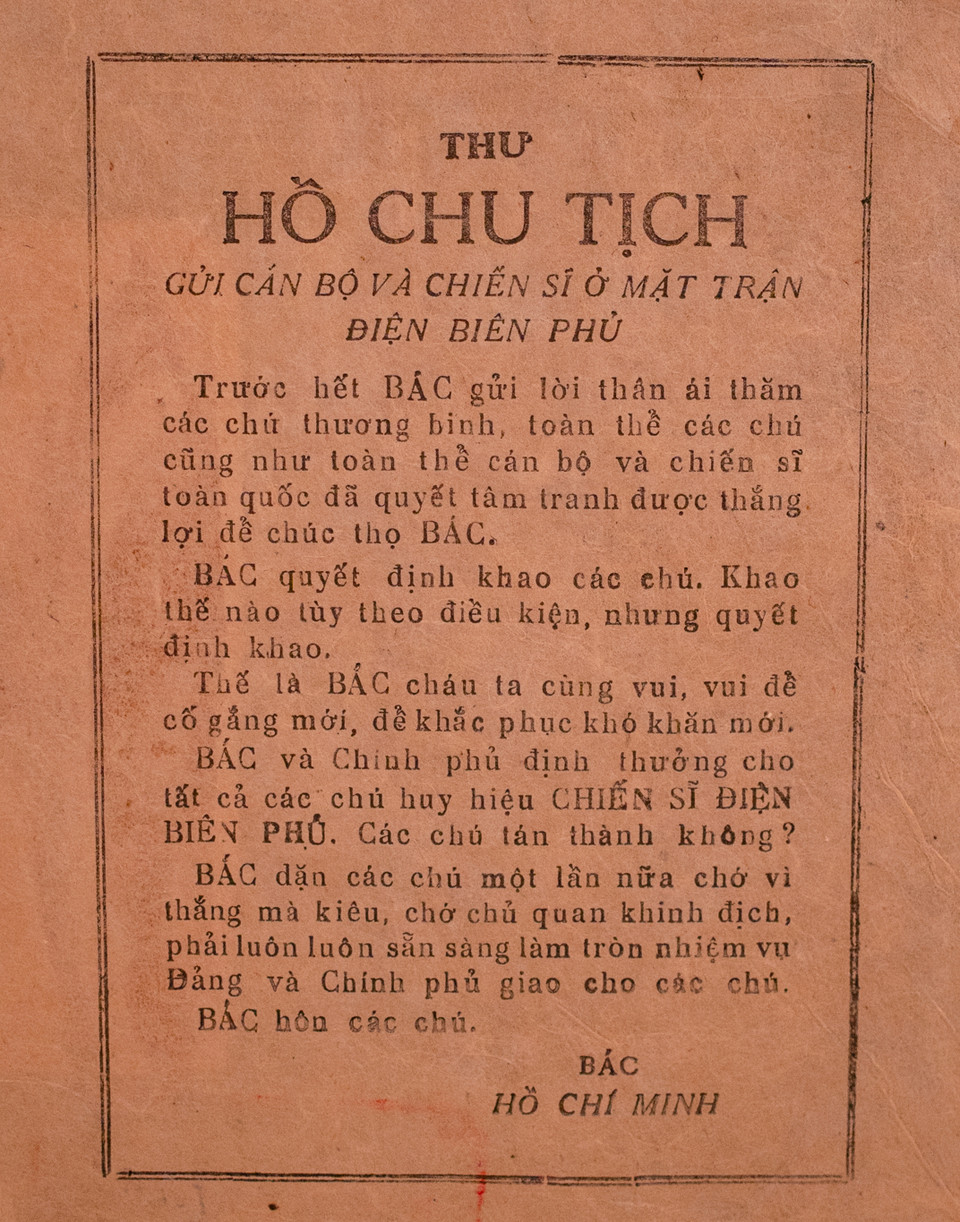 THƯ
HỒ CHU TỊCH
GỬI CÁN BỘ VÀ CHIẾN SĨ Ở MẶT TRẬN
ĐIỆN BIÊN PHỦ
Trước hết BÁC gửi lời thân ái thăm
các chú thương binh, toàn thể các chú
cũng như toàn thể cán bộ và chiến sĩ
toàn quốc đã quyết tâm tranh được thắng
lợi để chúc thọ BÁC.
BÁC quyết định khao các chú. Khao
thế nào tùy theo điều kiện, nhưng quyết
định khao.
Thế là BÁC cháu ta cùng vui, vui để
cố gắng mới, để khắc phục khó khăn mới.
BÁC và Chính phủ định thưởng cho
tất cả các chú huy hiệu CHIẾN SĨ ĐIỆN
BIÊN PHỦ. Các chú tán thành không?
BÁC dặn các chú một lần nữa chớ vì
thắng mà kiêu, chớ chủ quan khinh địch,
phải luôn luôn sẵn sàng làm tròn nhiệm vụ
Đảng và Chính phủ giao cho các chú.
BÁC hôn các chú.
BÁC
HỒ CHÍ MINH